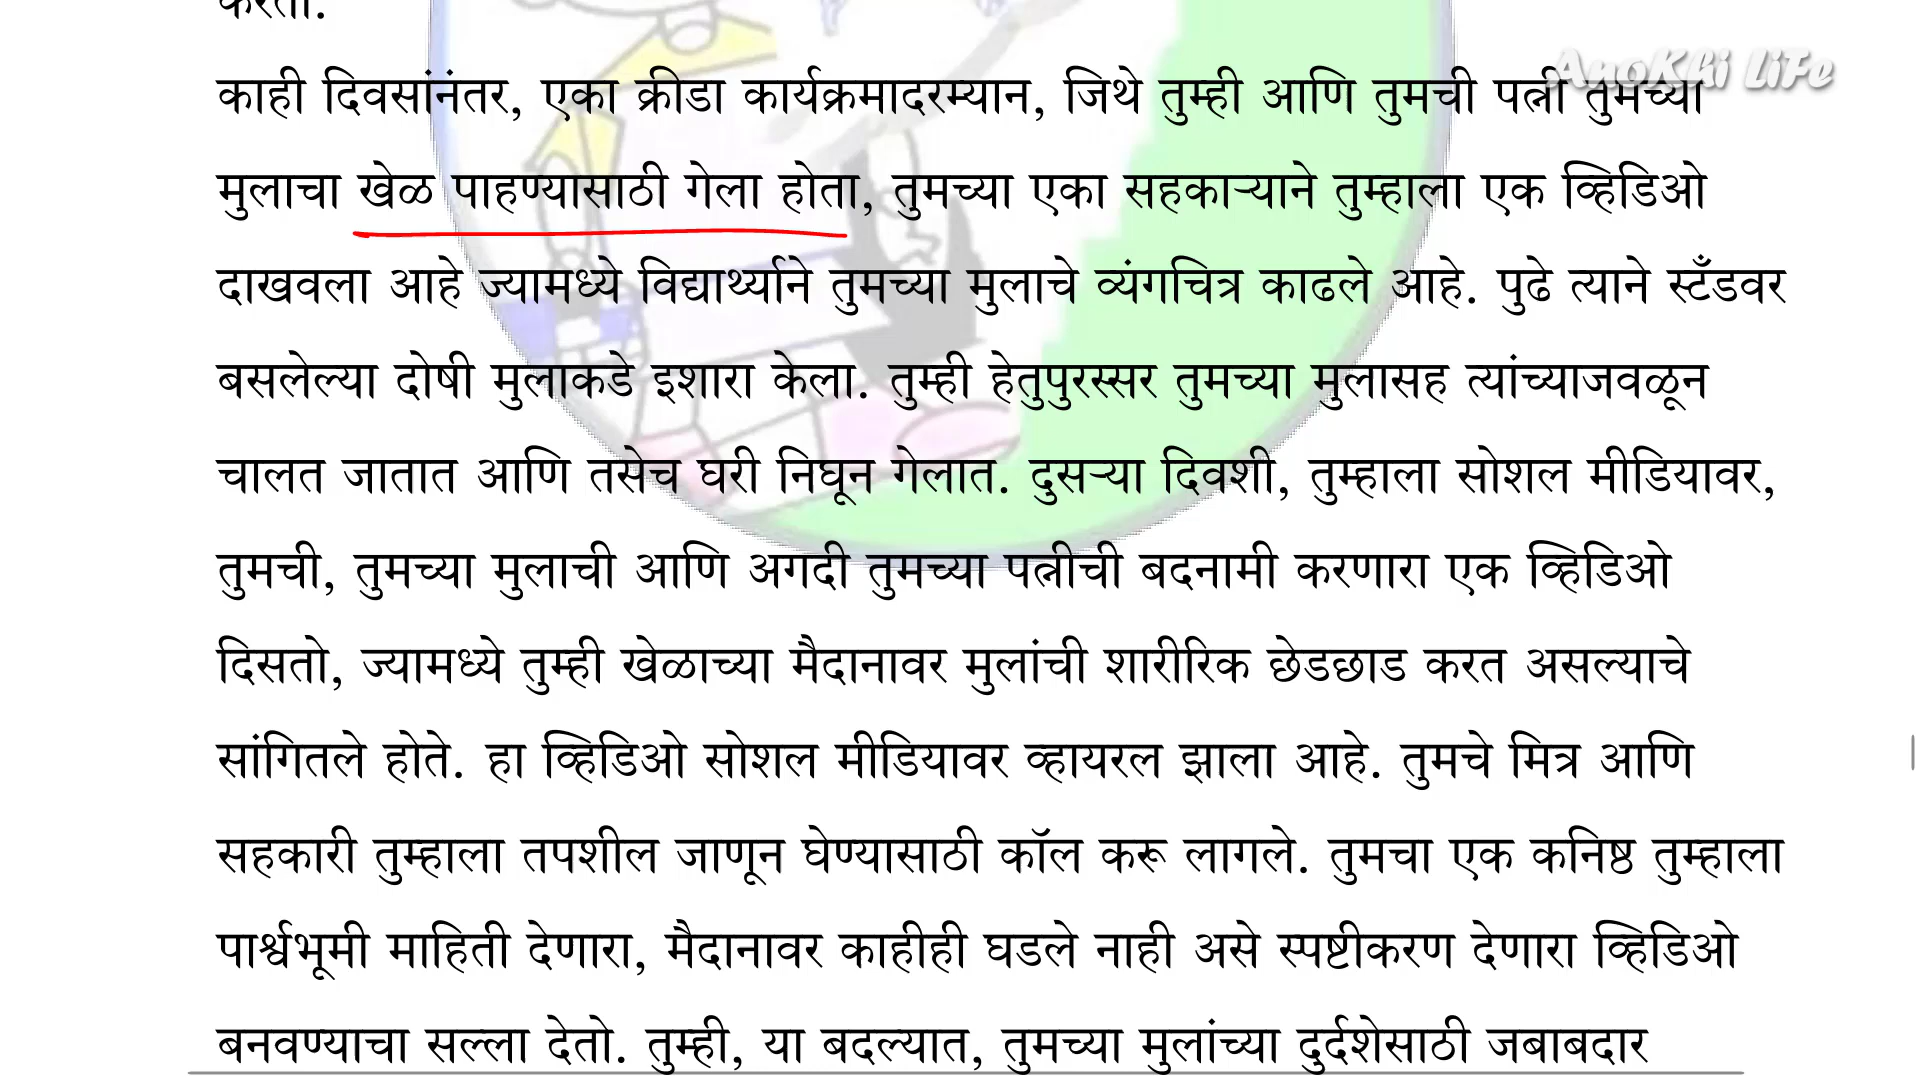 करतो.
AnoKhi LiFe
काही दिवसांनंतर, एका क्रीडा कार्यक्रमादरम्यान, जिथे तुम्ही आणि तुमची पत्नी तुमच्या
मुलाचा खेळ पाहण्यासाठी गेला होता, तुमच्या एका सहकाऱ्याने तुम्हाला एक व्हिडिओ
दाखवला आहे ज्यामध्ये विद्यार्थ्याने तुमच्या मुलाचे व्यंगचित्र काढले आहे. पुढे त्याने स्टँडवर
बसलेल्या दोषी मुलाकडे इशारा केला. तुम्ही हेतुपुरस्सर तुमच्या मुलासह त्यांच्याजवळून
चालत जातात आणि तसेच घरी निघून गेलात. दुसऱ्या दिवशी, तुम्हाला सोशल मीडियावर,
तुमची, तुमच्या मुलाची आणि अगदी तुमच्या पत्नीची बदनामी करणारा एक व्हिडिओ
दिसतो, ज्यामध्ये तुम्ही खेळाच्या मैदानावर मुलांची शारीरिक छेडछाड करत असल्याचे
सांगितले होते. हा व्हिडिओ सोशल मीडियावर व्हायरल झाला आहे. तुमचे मित्र आणि
सहकारी तुम्हाला तपशील जाणून घेण्यासाठी कॉल करू लागले. तुमचा एक कनिष्ठ तुम्हाला
पार्श्वभूमी माहिती देणारा, मैदानावर काहीही घडले नाही असे स्पष्टीकरण देणारा व्हिडिओ
बनवण्याचा सल्ला देतो. तुम्ही, या बदल्यात, तुमच्या मुलांच्या दुर्दशेसाठी जबाबदार